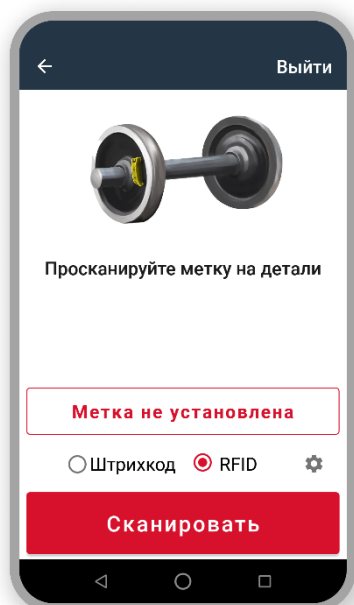 Выйти
Просканируйте метку на детали
Метка не установлена
Штрихкод RFID
Сканировать